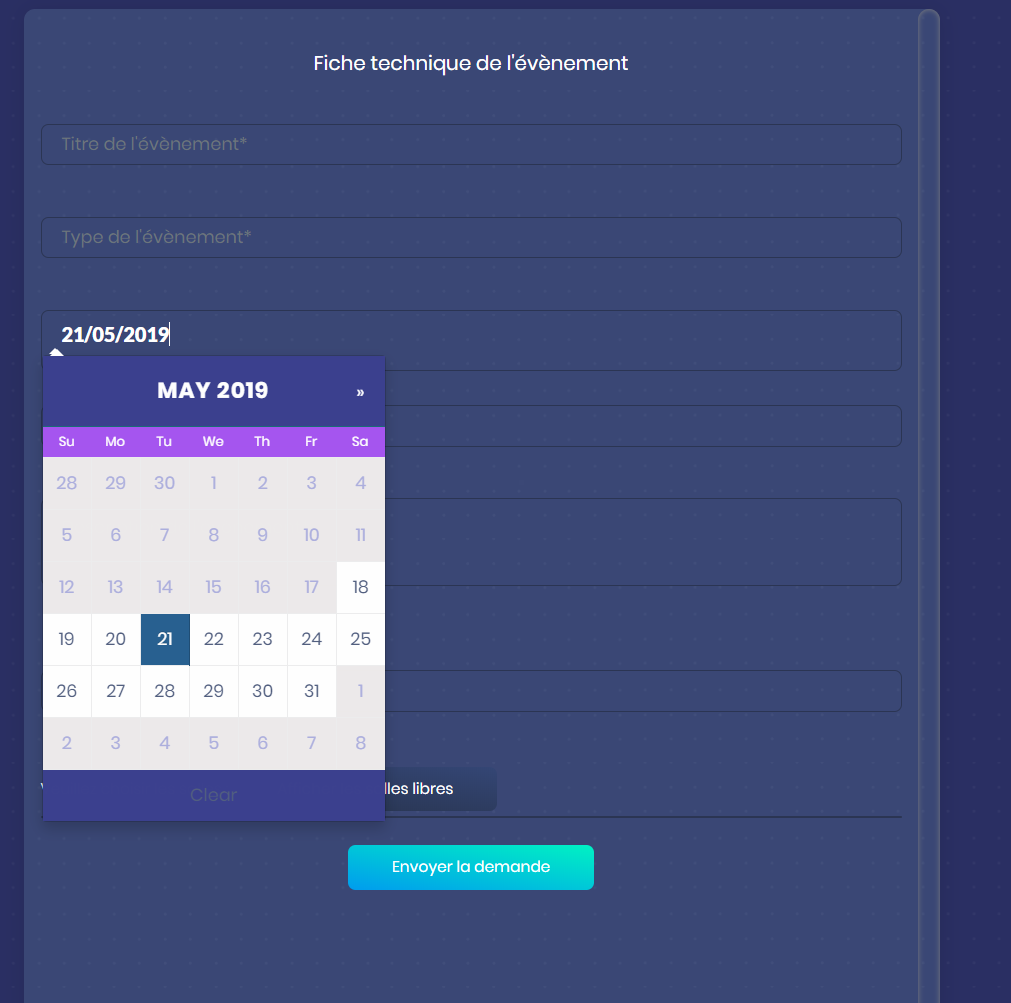 Fiche technique de l'évènement
Titre de l'évènement*
Type de l'évènement*
21/05/2019
MAY 2019 »
Su Mo Tu We Th Fr Sa
28 29 30 1 2 3 4
5 6 7 8 9 10 11
12 13 14 15 16 17 18
19 20 21 22 23 24 25
26 27 28 29 30 31 1
2 3 4 5 6 7 8
Clear
libres
Envoyer la demande